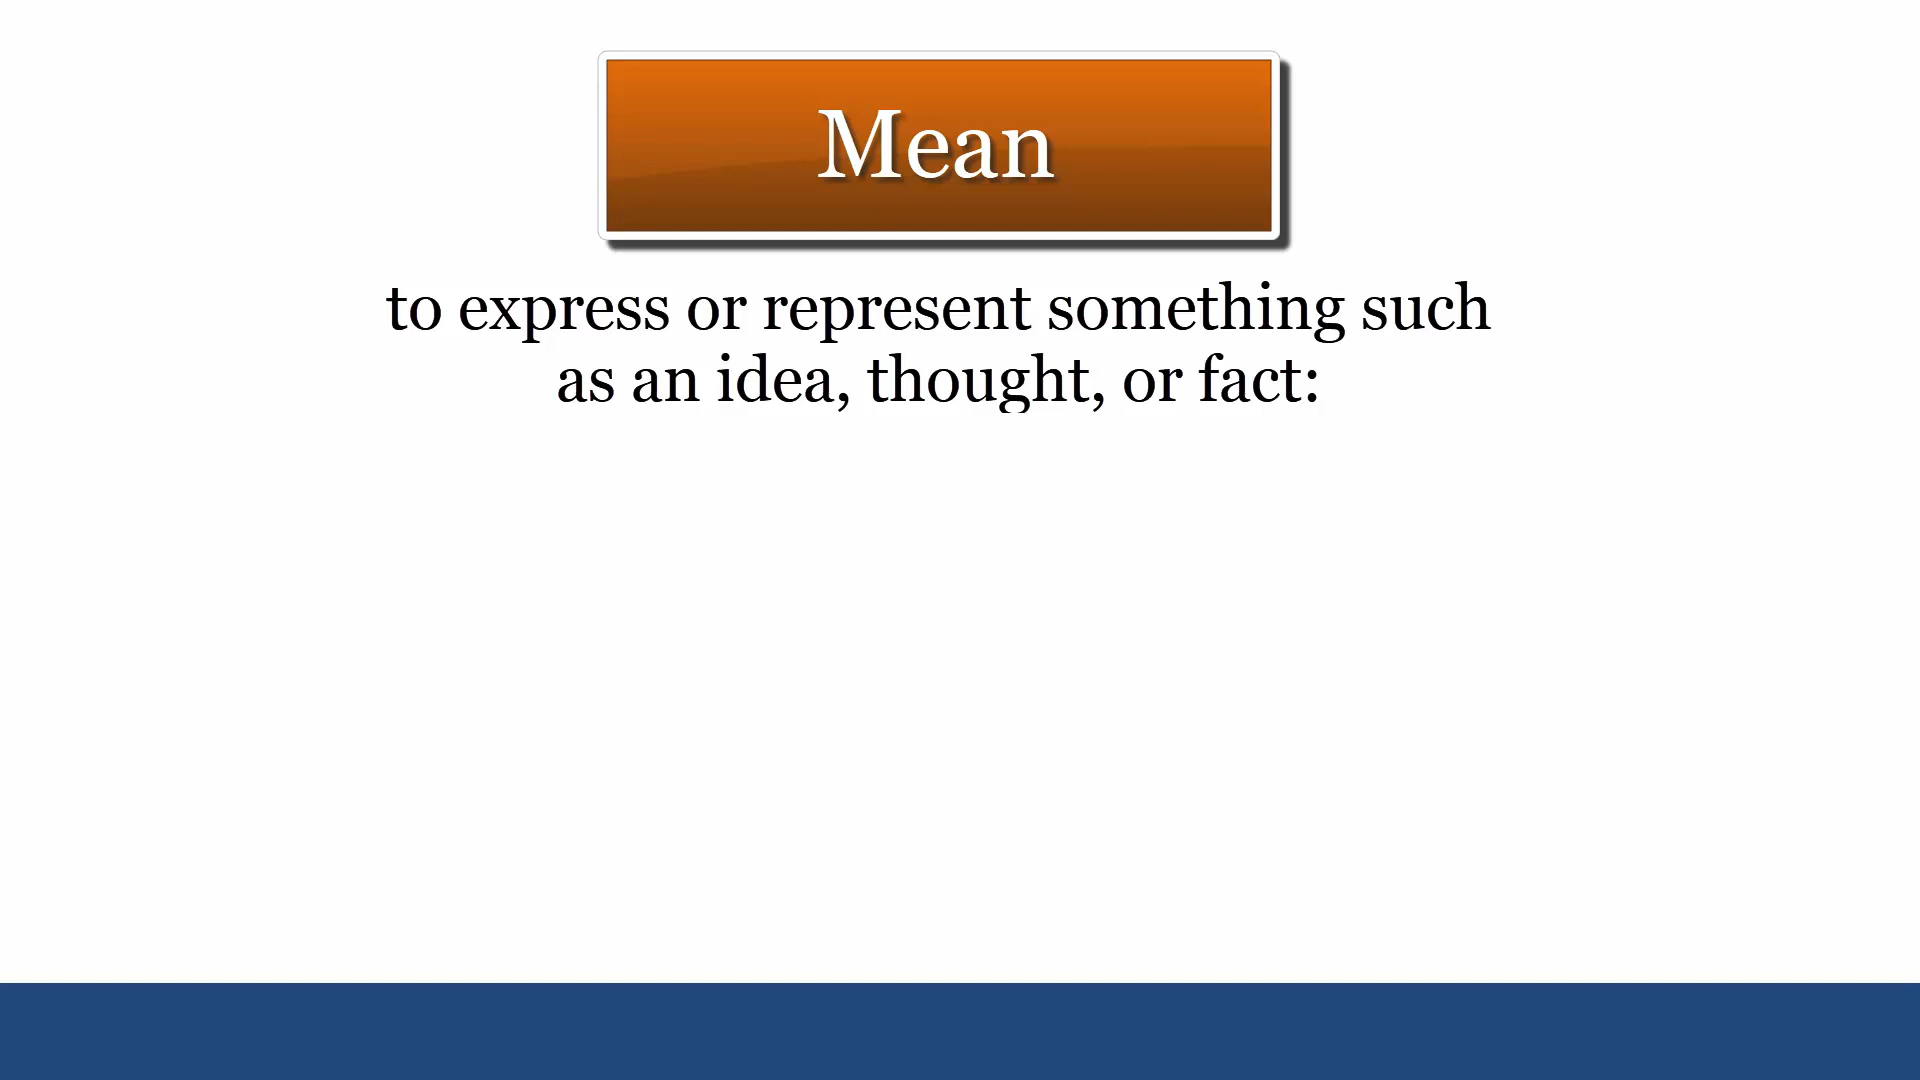 Mean
to express or represent something such
as an idea, thought, or fact: